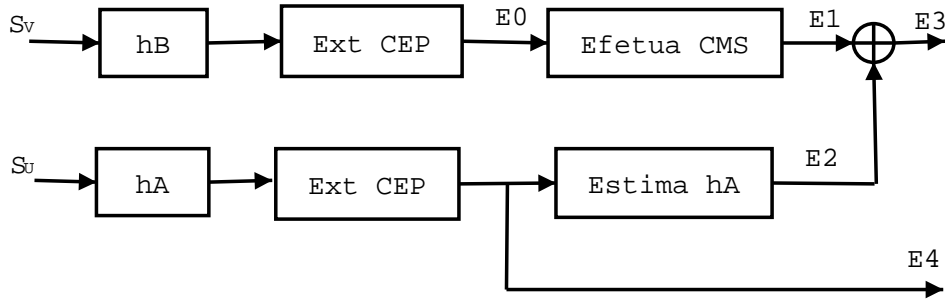 SV
hB
Ext CEP
E0
Efetua CMS
E1
E3
SU
hA
Ext CEP
Estima hA
E2
E4